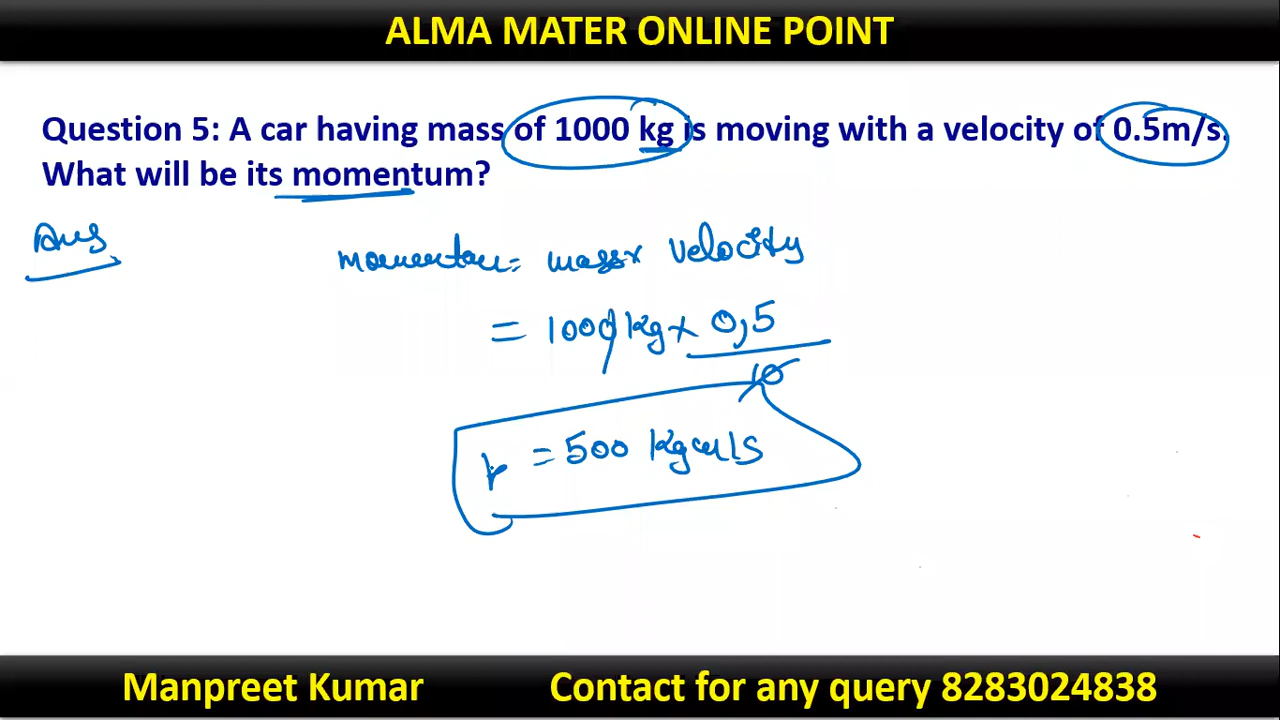 ALMA MATER ONLINE POINT
Question 5: A car having mass of 1000 kg is moving with a velocity of 0.5m/s.
What will be its momentum?
Ans
momentum = mass x velocity
= 1000 kg x 0,5
10
= 500 kgm/s
Manpreet Kumar Contact for any query 8283024838